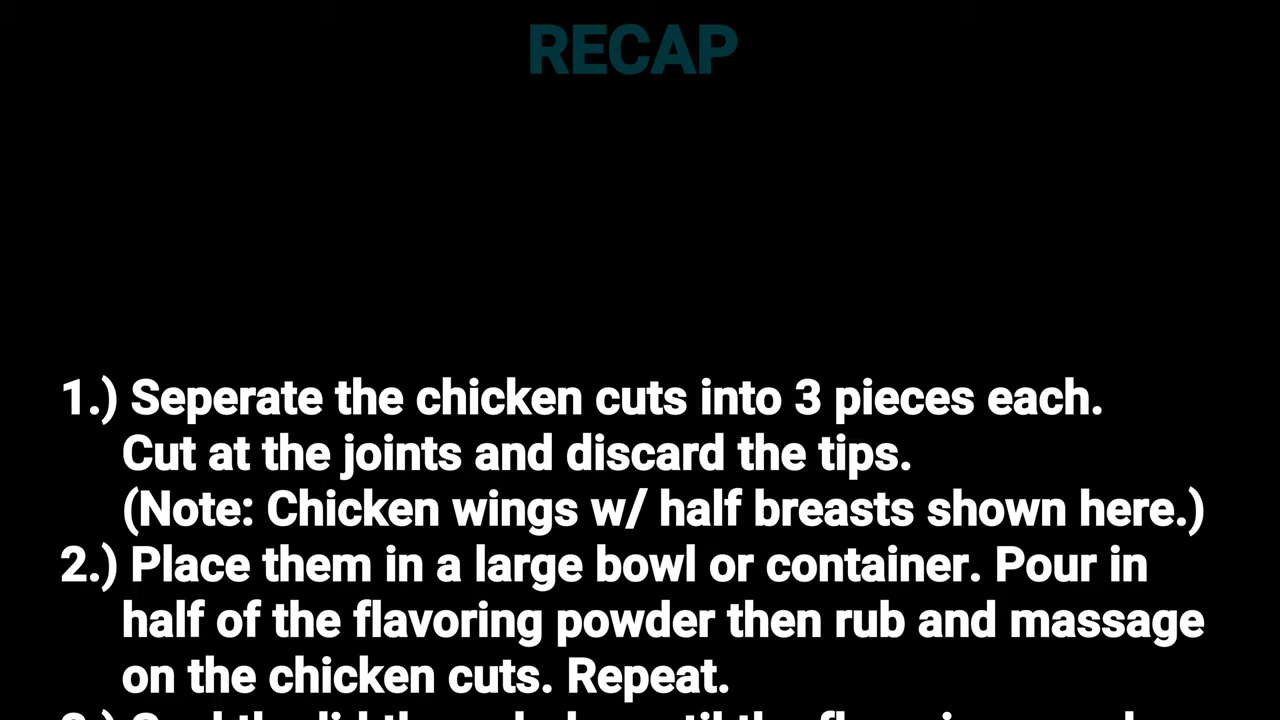 RECAP
1.) Seperate the chicken cuts into 3 pieces each.
Cut at the joints and discard the tips.
(Note: Chicken wings w/ half breasts shown here.)
2.) Place them in a large bowl or container. Pour in
half of the flavoring powder then rub and massage
on the chicken cuts. Repeat.